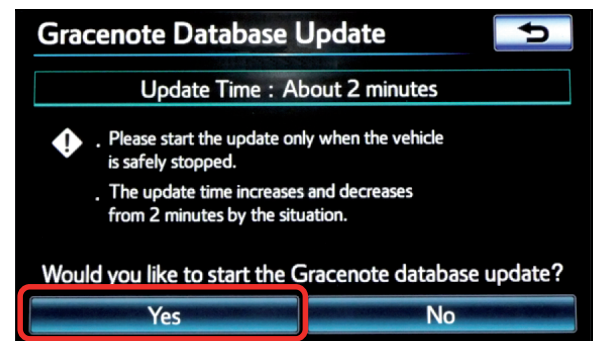 Gracenote Database Update
Update Time : About 2 minutes
. Please start the update only when the vehicle
is safely stopped.
. The update time increases and decreases
from 2 minutes by the situation.
Would you like to start the Gracenote database update?
Yes
No